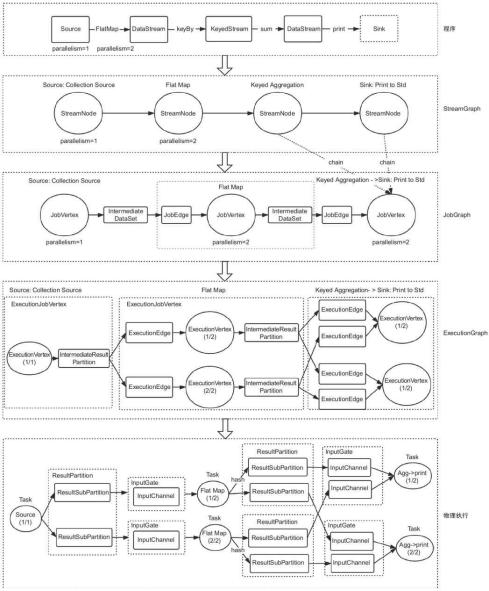 Source FlatMap DataStream keyBy KeyedStream sum DataStream print Sink
程序
parallelism=1 parallelism=2
Source: Collection Source Flat Map Keyed Aggregation Sink: Print to Std
StreamNode StreamNode StreamNode StreamNode
StreamGraph
parallelism=1 parallelism=2
chain chain
Source: Collection Source Flat Map Keyed Aggregation - ->Sink: Print to Std
JobVertex Intermediate DataSet JobEdge JobVertex Intermediate DataSet JobEdge JobVertex
JobGraph
parallelism=1 parallelism=2 parallelism=2
Source: Collection Source Flat Map Keyed Aggregation- > Sink: Print to Std
ExecutionJobVertex ExecutionJobVertex
ExecutionEdge ExecutionVertex (1/2) IntermediateResult Partition ExecutionEdge ExecutionVertex (1/2)
ExecutionEdge
ExecutionVertex (1/1) IntermediateResult Partition
ExecutionGraph
ExecutionEdge ExecutionVertex (2/2) IntermediateResult Partition ExecutionEdge ExecutionVertex (1/2)
ExecutionEdge
ResultPartition InputGate Task ResultPartition InputGate Task
ResultSubPartition InputChannel Flat Map (1/2) hash ResultSubPartition InputChannel Agg->print (1/2)
ResultSubPartition InputChannel
Task
Source (1/1)
物理执行
ResultSubPartition InputGate InputChannel Task Flat Map (2/2) hash ResultPartition ResultSubPartition InputGate InputChannel Task Agg->print (2/2)
ResultSubPartition InputChannel